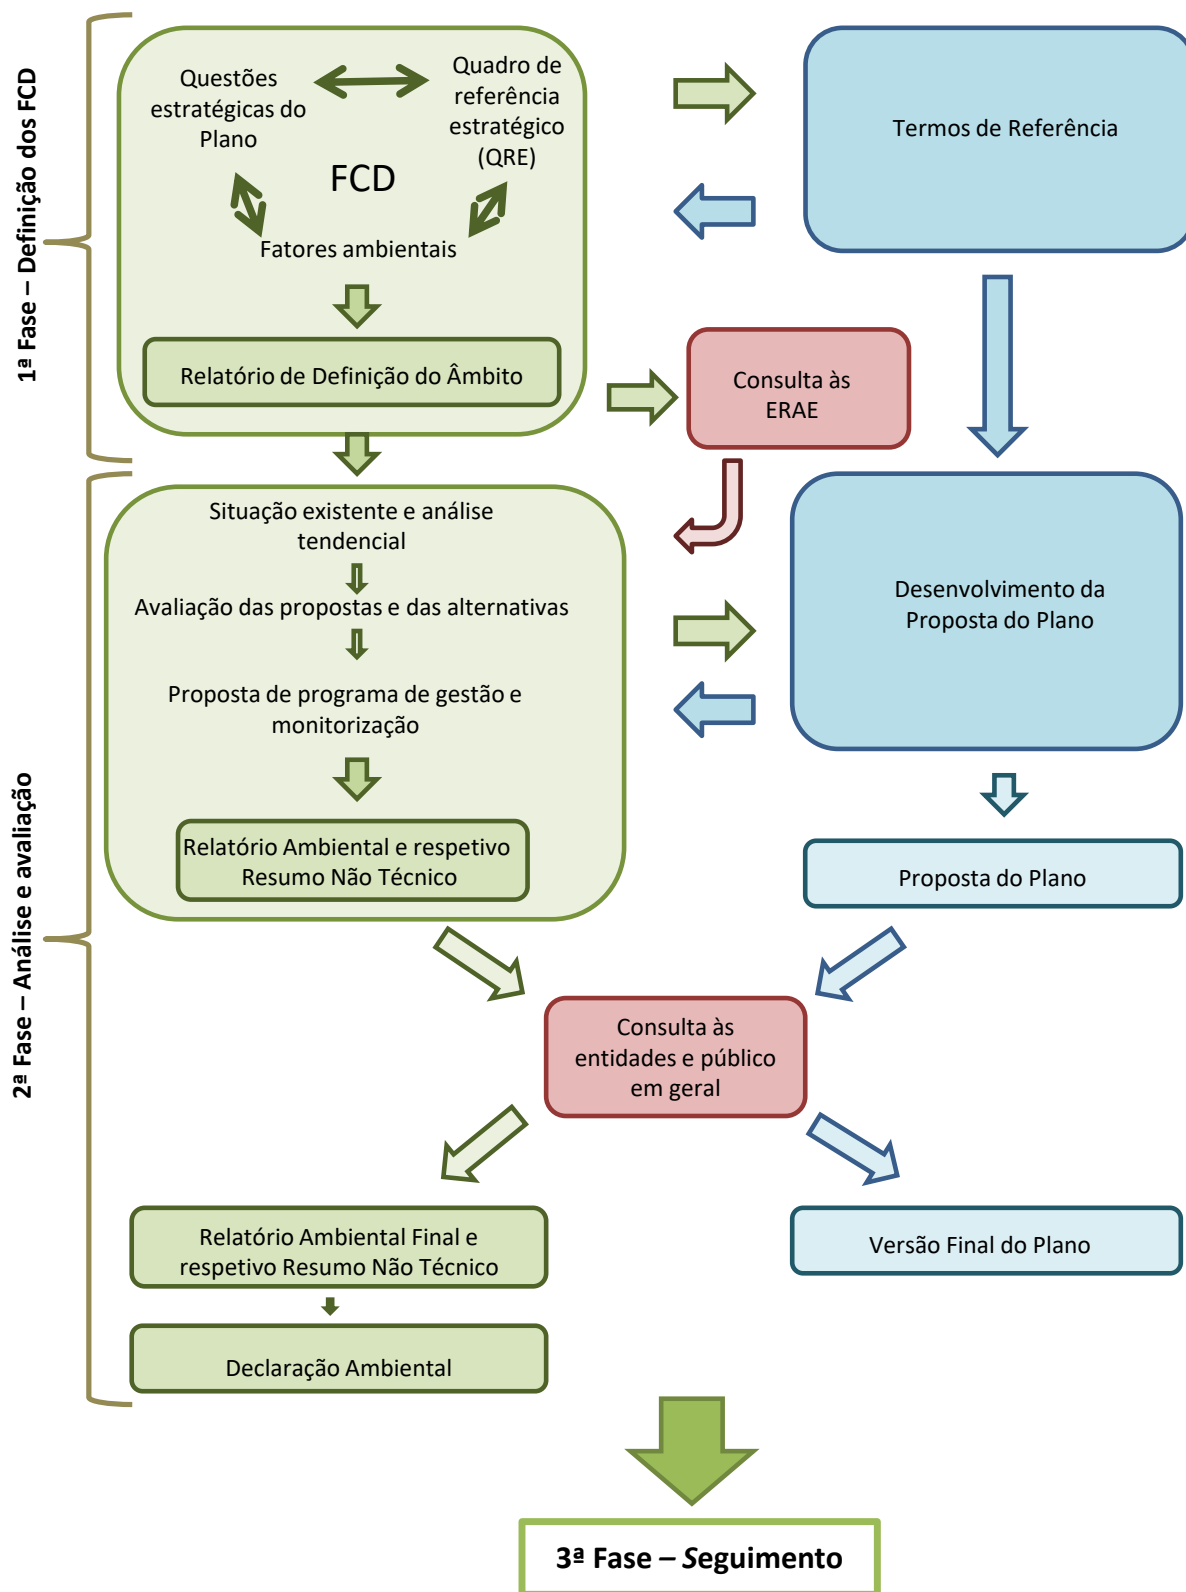 1ª Fase – Definição dos FCD
Questões
estratégicas do
Plano
Quadro de
referência
estratégico
(QRE)
FCD
Fatores ambientais
Relatório de Definição do Âmbito
Termos de Referência
Consulta às
ERAE
2ª Fase – Análise e avaliação
Situação existente e análise
tendencial
Avaliação das propostas e das alternativas
Proposta de programa de gestão e
monitorização
Relatório Ambiental e respetivo
Resumo Não Técnico
Desenvolvimento da
Proposta do Plano
Proposta do Plano
Consulta às
entidades e público
em geral
Relatório Ambiental Final e
respetivo Resumo Não Técnico
Versão Final do Plano
Declaração Ambiental
3ª Fase – Seguimento